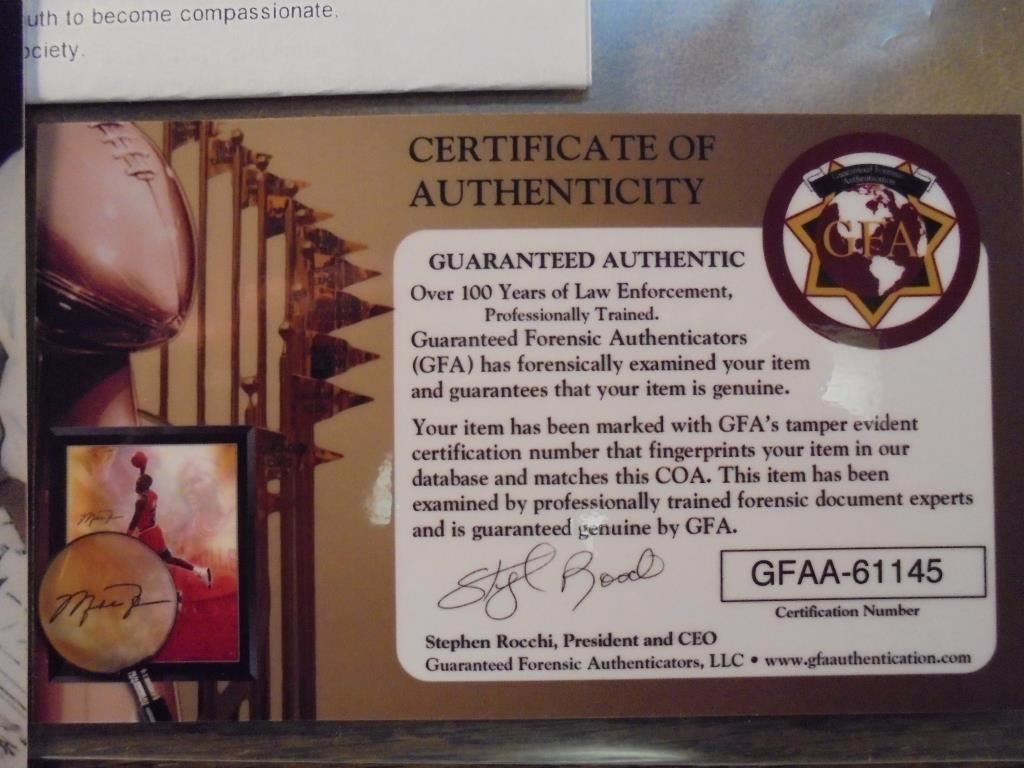 uth to become compassionate,
ociety.
CERTIFICATE OF
AUTHENTICITY
Guaranteed Forensic
Authentication
GFA
GUARANTEED AUTHENTIC
Over 100 Years of Law Enforcement,
Professionally Trained.
Guaranteed Forensic Authenticators
(GFA) has forensically examined your item
and guarantees that your item is genuine.
Your item has been marked with GFA's tamper evident
certification number that fingerprints your item in our
database and matches this COA. This item has been
examined by professionally trained forensic document experts
and is guaranteed genuine by GFA.
GFAA-61145
Certification Number
Stephen Rocchi, President and CEO
Guaranteed Forensic Authenticators, LLC • www.gfaauthentication.com